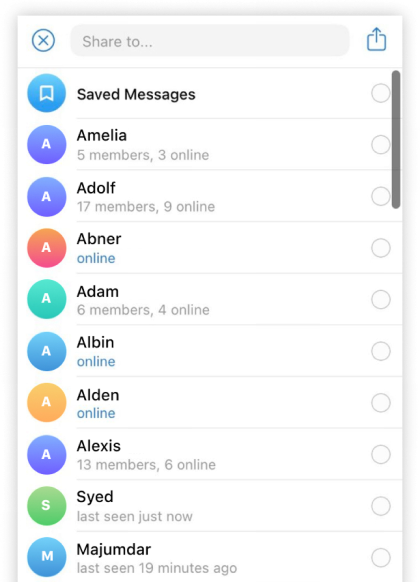 Share to...
Saved Messages
A
Amelia
5 members, 3 online
A
Adolf
17 members, 9 online
A
Abner
online
A
Adam
6 members, 4 online
A
Albin
online
A
Alden
online
A
Alexis
13 members, 6 online
S
Syed
last seen just now
M
Majumdar
last seen 19 minutes ago